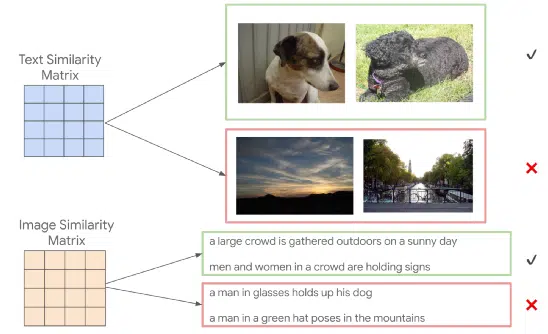 Text Similarity
Matrix
Image Similarity
Matrix
a large crowd is gathered outdoors on a sunny day
men and women in a crowd are holding signs
a man in glasses holds up his dog
a man in a green hat poses in the mountains